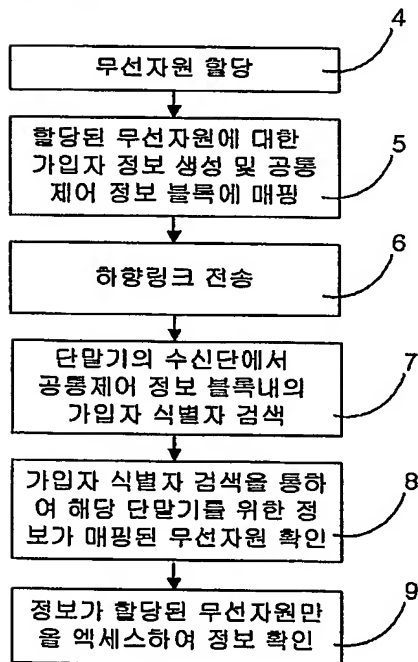 4
무선자원 할당
5
할당된 무선자원에 대한
가입자 정보 생성 및 공통
제어 정보 블록에 매핑
6
하향링크 전송
7
단말기의 수신단에서
공통제어 정보 블록내의
가입자 식별자 검색
8
가입자 식별자 검색을 통하
여 해당 단말기를 위한 정
보가 매핑된 무선자원 확인
9
정보가 할당된 무선자원만
을 엑세스하여 정보 확인